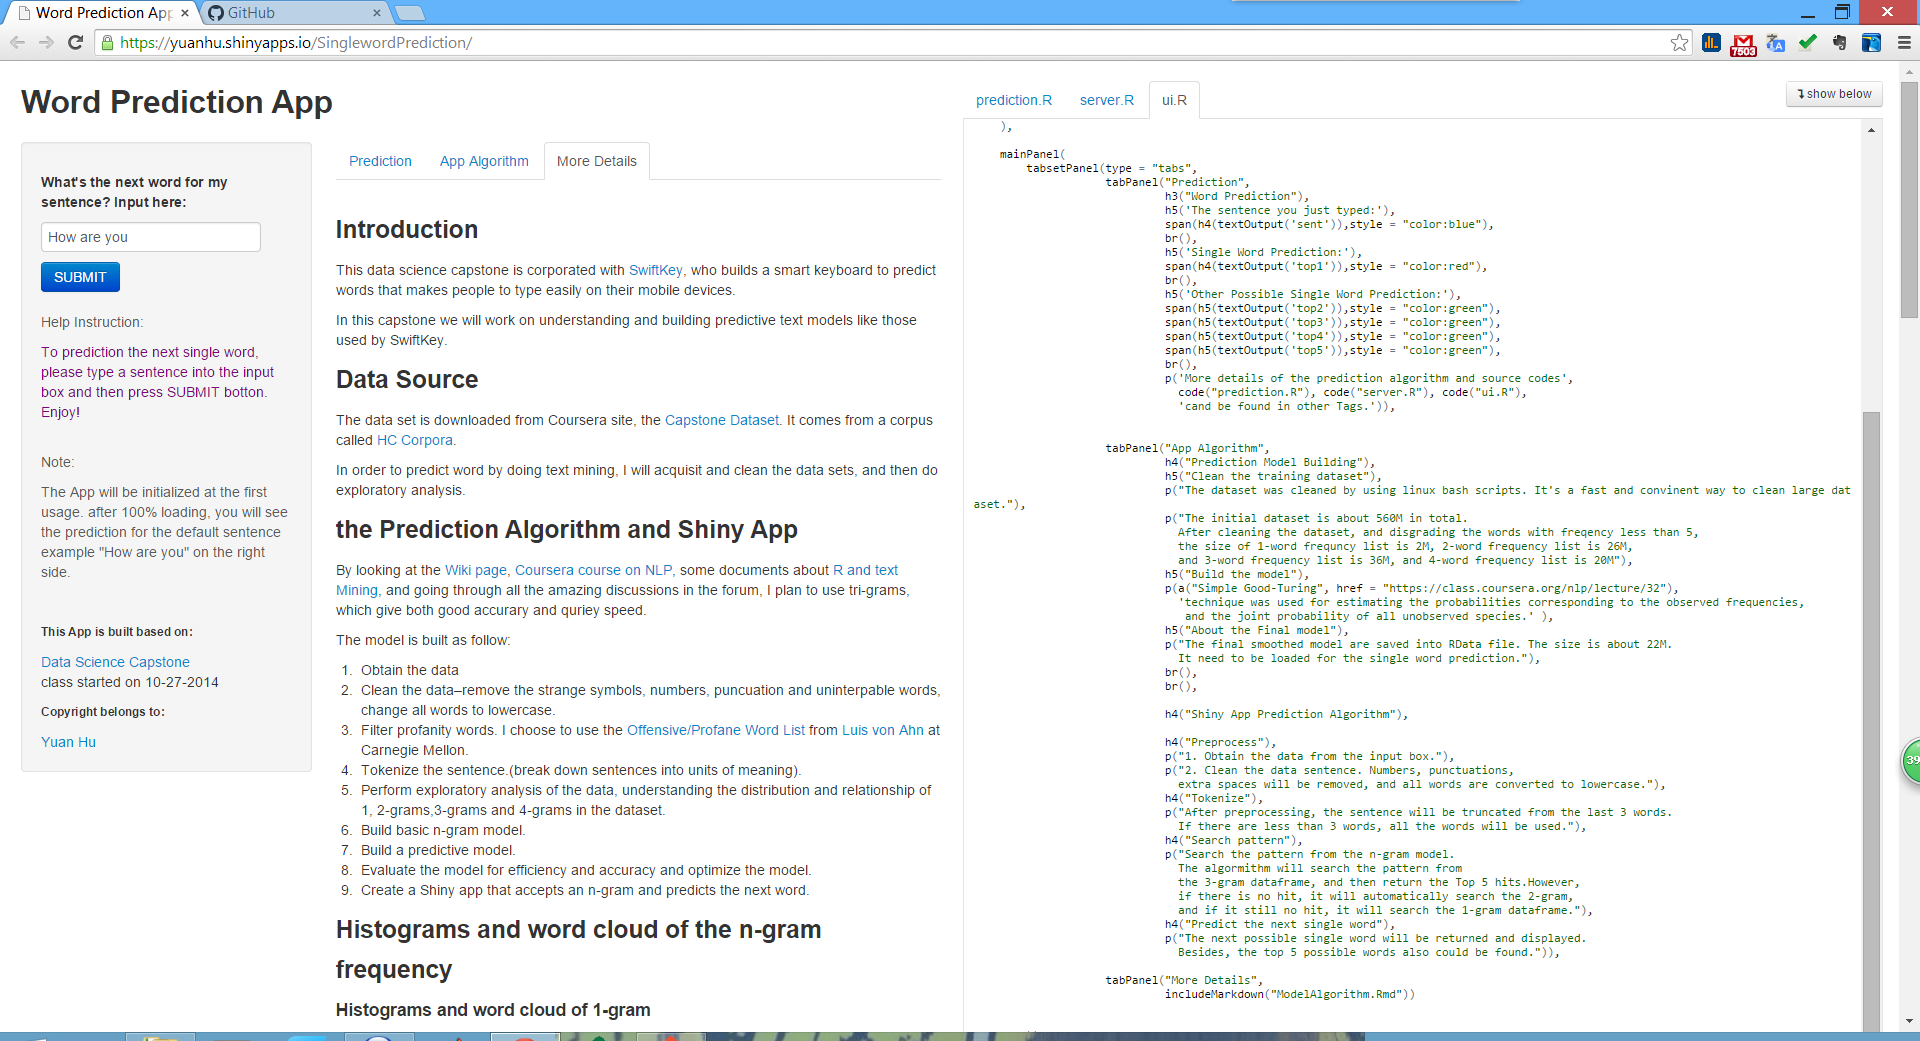 Word Prediction App
GitHub
https://yuanhu.shinyapps.io/SinglewordPrediction/
7503
Word Prediction App
What's the next word for my
sentence? Input here:
How are you
SUBMIT
Help Instruction:
To prediction the next single word,
please type a sentence into the input
box and then press SUBMIT botton.
Enjoy!
Note:
The App will be initialized at the first
usage. after 100% loading, you will see
the prediction for the default sentence
example "How are you" on the right
side.
This App is built based on:
Data Science Capstone
class started on 10-27-2014
Copyright belongs to:
Yuan Hu
Prediction
App Algorithm
More Details
Introduction
This data science capstone is corporated with SwiftKey, who builds a smart keyboard to predict
words that makes people to type easily on their mobile devices.
In this capstone we will work on understanding and building predictive text models like those
used by SwiftKey.
Data Source
The data set is downloaded from Coursera site, the Capstone Dataset. It comes from a corpus
called HC Corpora.
In order to predict word by doing text mining, I will acquisit and clean the data sets, and then do
exploratory analysis.
the Prediction Algorithm and Shiny App
By looking at the Wiki page, Coursera course on NLP, some documents about R and text
Mining, and going through all the amazing discussions in the forum, I plan to use tri-grams,
which give both good accurary and quriey speed.
The model is built as follow:
1. Obtain the data
2. Clean the data–remove the strange symbols, numbers, puncuation and uninterpable words,
change all words to lowercase.
3. Filter profanity words. I choose to use the Offensive/Profane Word List from Luis von Ahn at
Carnegie Mellon.
4. Tokenize the sentence.(break down sentences into units of meaning).
5. Perform exploratory analysis of the data, understanding the distribution and relationship of
1, 2-grams,3-grams and 4-grams in the dataset.
6. Build basic n-gram model.
7. Build a predictive model.
8. Evaluate the model for efficiency and accuracy and optimize the model.
9. Create a Shiny app that accepts an n-gram and predicts the next word.
Histograms and word cloud of the n-gram
frequency
Histograms and word cloud of 1-gram
prediction.R
server.R
ui.R
show below
),
mainPanel(
tabsetPanel(type = "tabs",
tabPanel("Prediction",
h3("Word Prediction"),
h5('The sentence you just typed:'),
span(h4(textOutput('sent')),style = "color:blue"),
br(),
h5('Single Word Prediction:'),
span(h4(textOutput('top1')),style = "color:red"),
br(),
h5('Other Possible Single Word Prediction:'),
span(h5(textOutput('top2')),style = "color:green"),
span(h5(textOutput('top3')),style = "color:green"),
span(h5(textOutput('top4')),style = "color:green"),
span(h5(textOutput('top5')),style = "color:green"),
br(),
p('More details of the prediction algorithm and source codes',
code("prediction.R"), code("server.R"), code("ui.R"),
'cand be found in other Tags.')),
tabPanel("App Algorithm",
h4("Prediction Model Building"),
h5("Clean the training dataset"),
p("The dataset was cleaned by using linux bash scripts. It's a fast and convinent way to clean large dat
aset."),
p("The initial dataset is about 560M in total.
After cleaning the dataset, and disgrading the words with freqency less than 5,
the size of 1-word frequncy list is 2M, 2-word frequency list is 26M,
and 3-word frequency list is 36M, and 4-word frequency list is 20M"),
h5("Build the model"),
p(a("Simple Good-Turing", href = "https://class.coursera.org/nlp/lecture/32"),
'technique was used for estimating the probabilities corresponding to the observed frequencies,
and the joint probability of all unobserved species.' ),
h5("About the Final model"),
p("The final smoothed model are saved into RData file. The size is about 22M.
It need to be loaded for the single word prediction."),
br(),
br(),
h4("Shiny App Prediction Algorithm"),
h4("Preprocess"),
p("1. Obtain the data from the input box."),
p("2. Clean the data sentence. Numbers, punctuations,
extra spaces will be removed, and all words are converted to lowercase."),
h4("Tokenize"),
p("After preprocessing, the sentence will be truncated from the last 3 words.
If there are less than 3 words, all the words will be used."),
h4("Search pattern"),
p("Search the pattern from the n-gram model.
The algormithm will search the pattern from
the 3-gram dataframe, and then return the Top 5 hits.However,
if there is no hit, it will automatically search the 2-gram,
and if it still no hit, it will search the 1-gram dataframe."),
h4("Predict the next single word"),
p("The next possible single word will be returned and displayed.
Besides, the top 5 possible words also could be found.")),
tabPanel("More Details",
includeMarkdown("ModelAlgorithm.Rmd"))
39